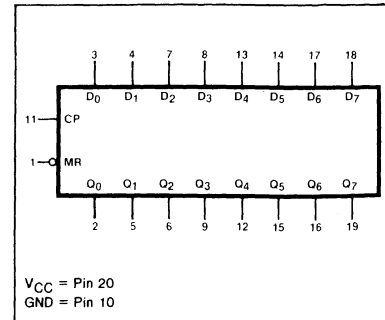 3 4 7 8 13 14 17 18
D0 D1 D2 D3 D4 D5 D6 D7
11 CP
1 MR
Q0 Q1 Q2 Q3 Q4 Q5 Q6 Q7
2 5 6 9 12 15 16 19
VCC = Pin 20
GND = Pin 10